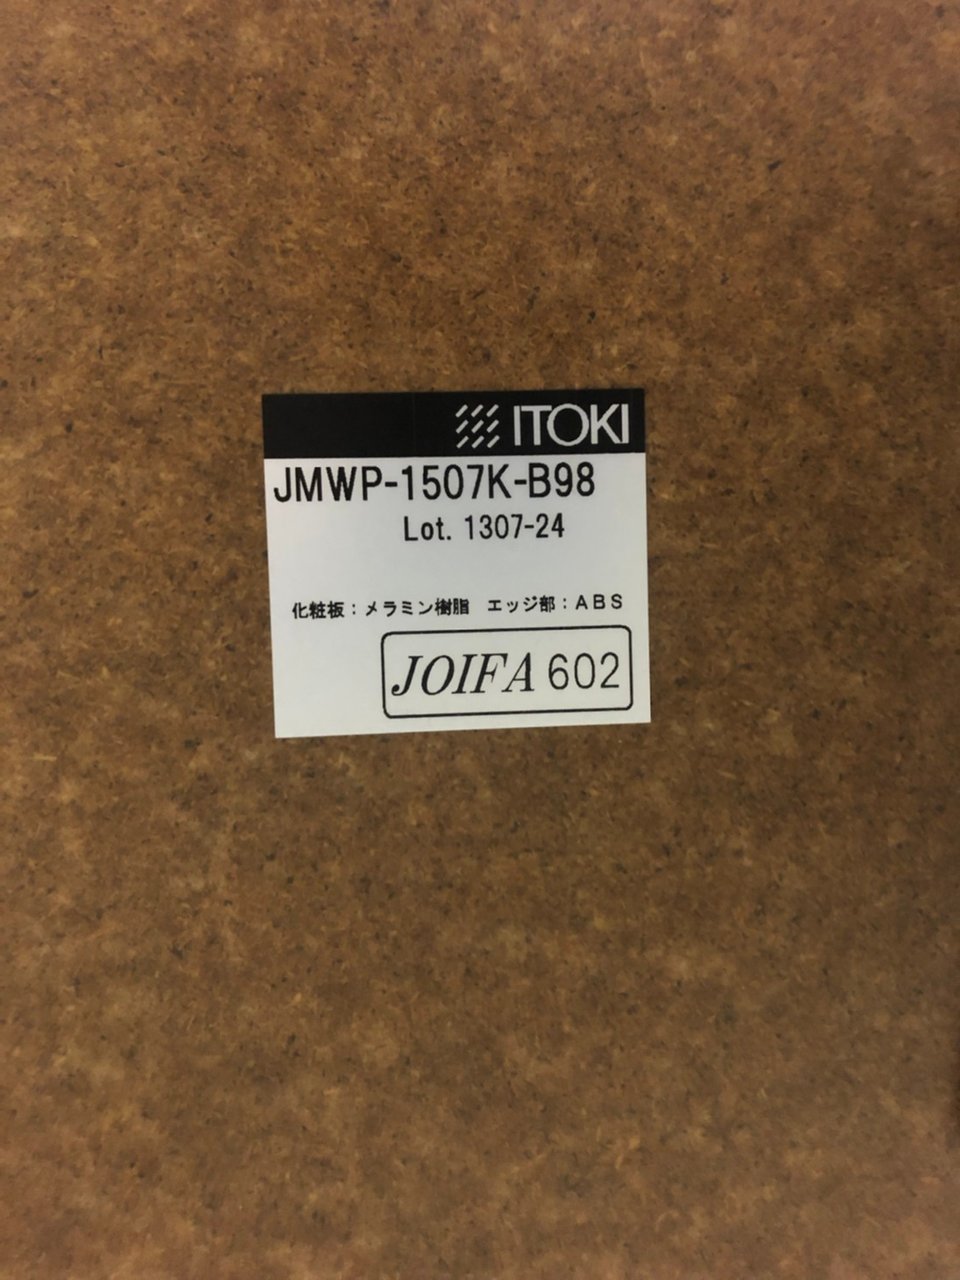 ITOKI
JMWP-1507K-B98
Lot. 1307-24
化粧板：メラミン樹脂　エッジ部：ABS
JOIFA 602